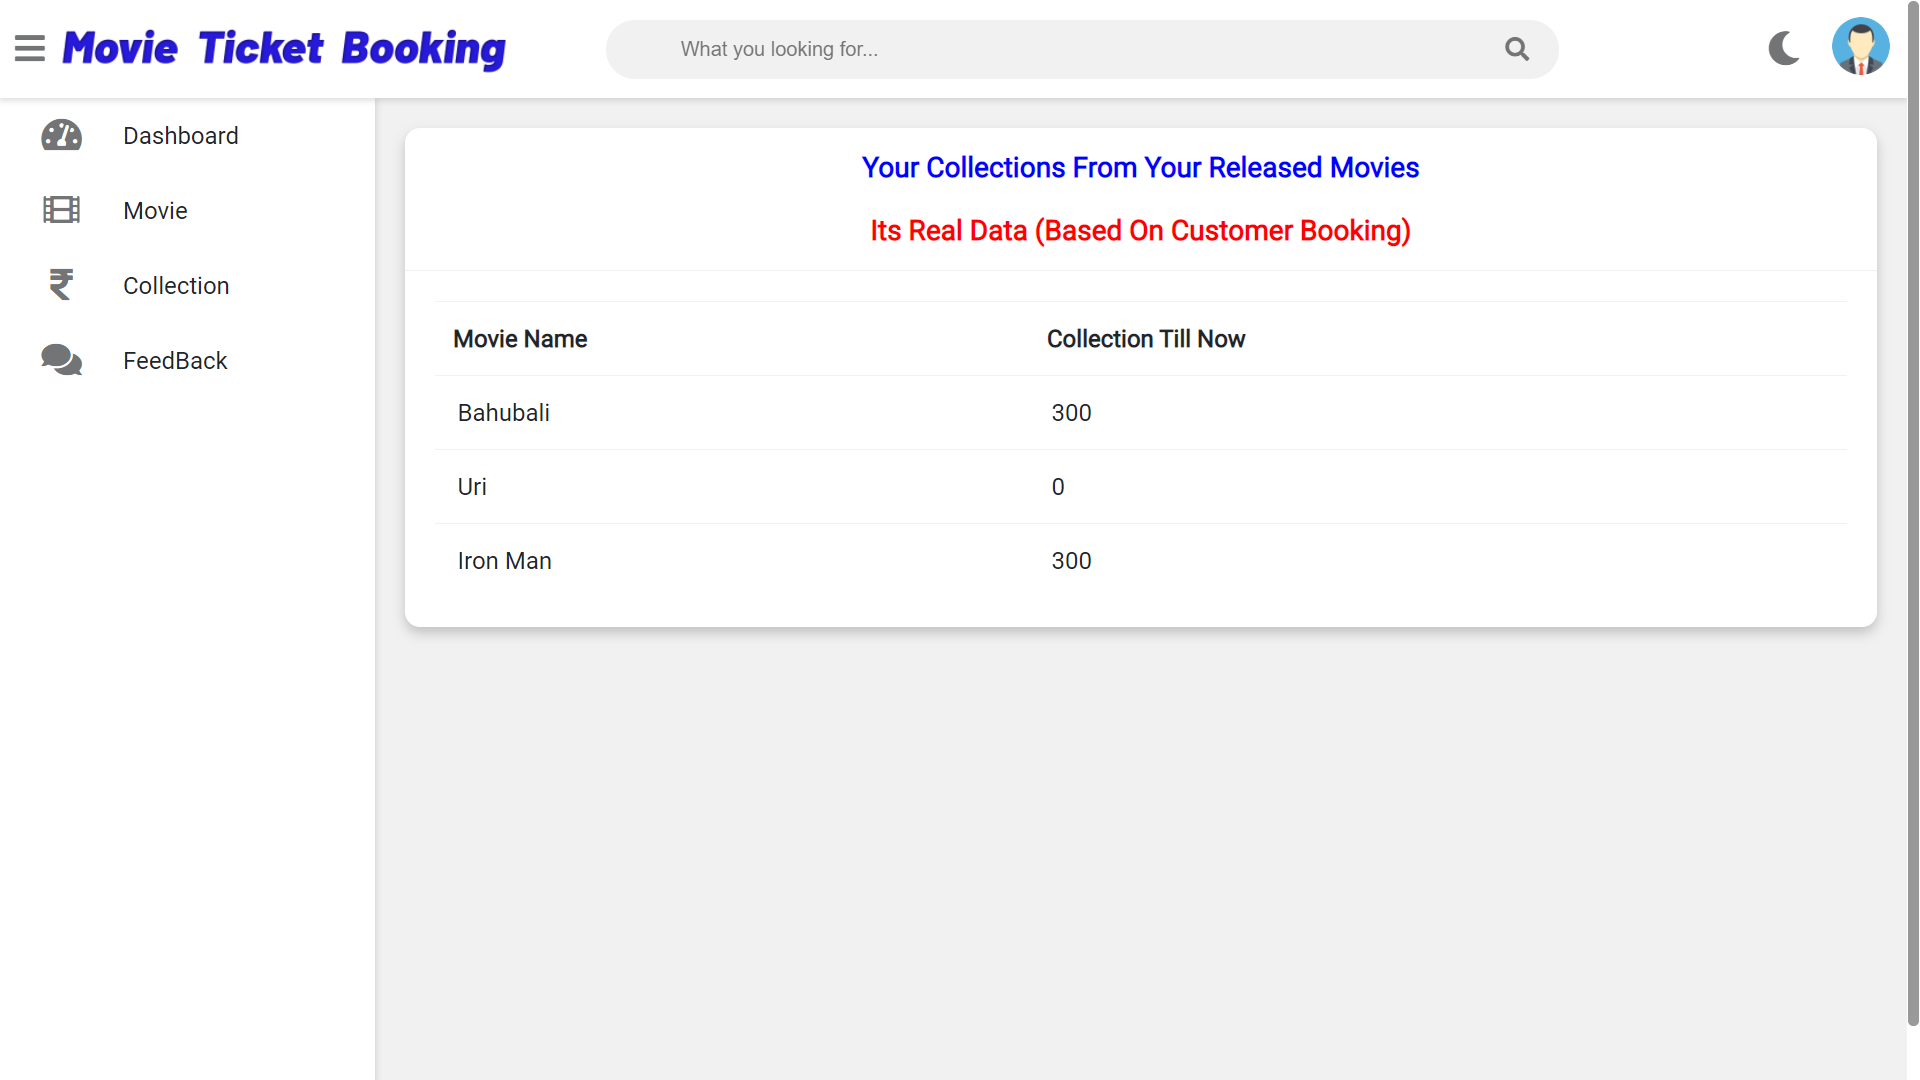 Movie Ticket Booking
What you looking for...
Dashboard
Movie
Collection
FeedBack
Your Collections From Your Released Movies
Its Real Data (Based On Customer Booking)
Movie Name Collection Till Now
Bahubali 300
Uri 0
Iron Man 300